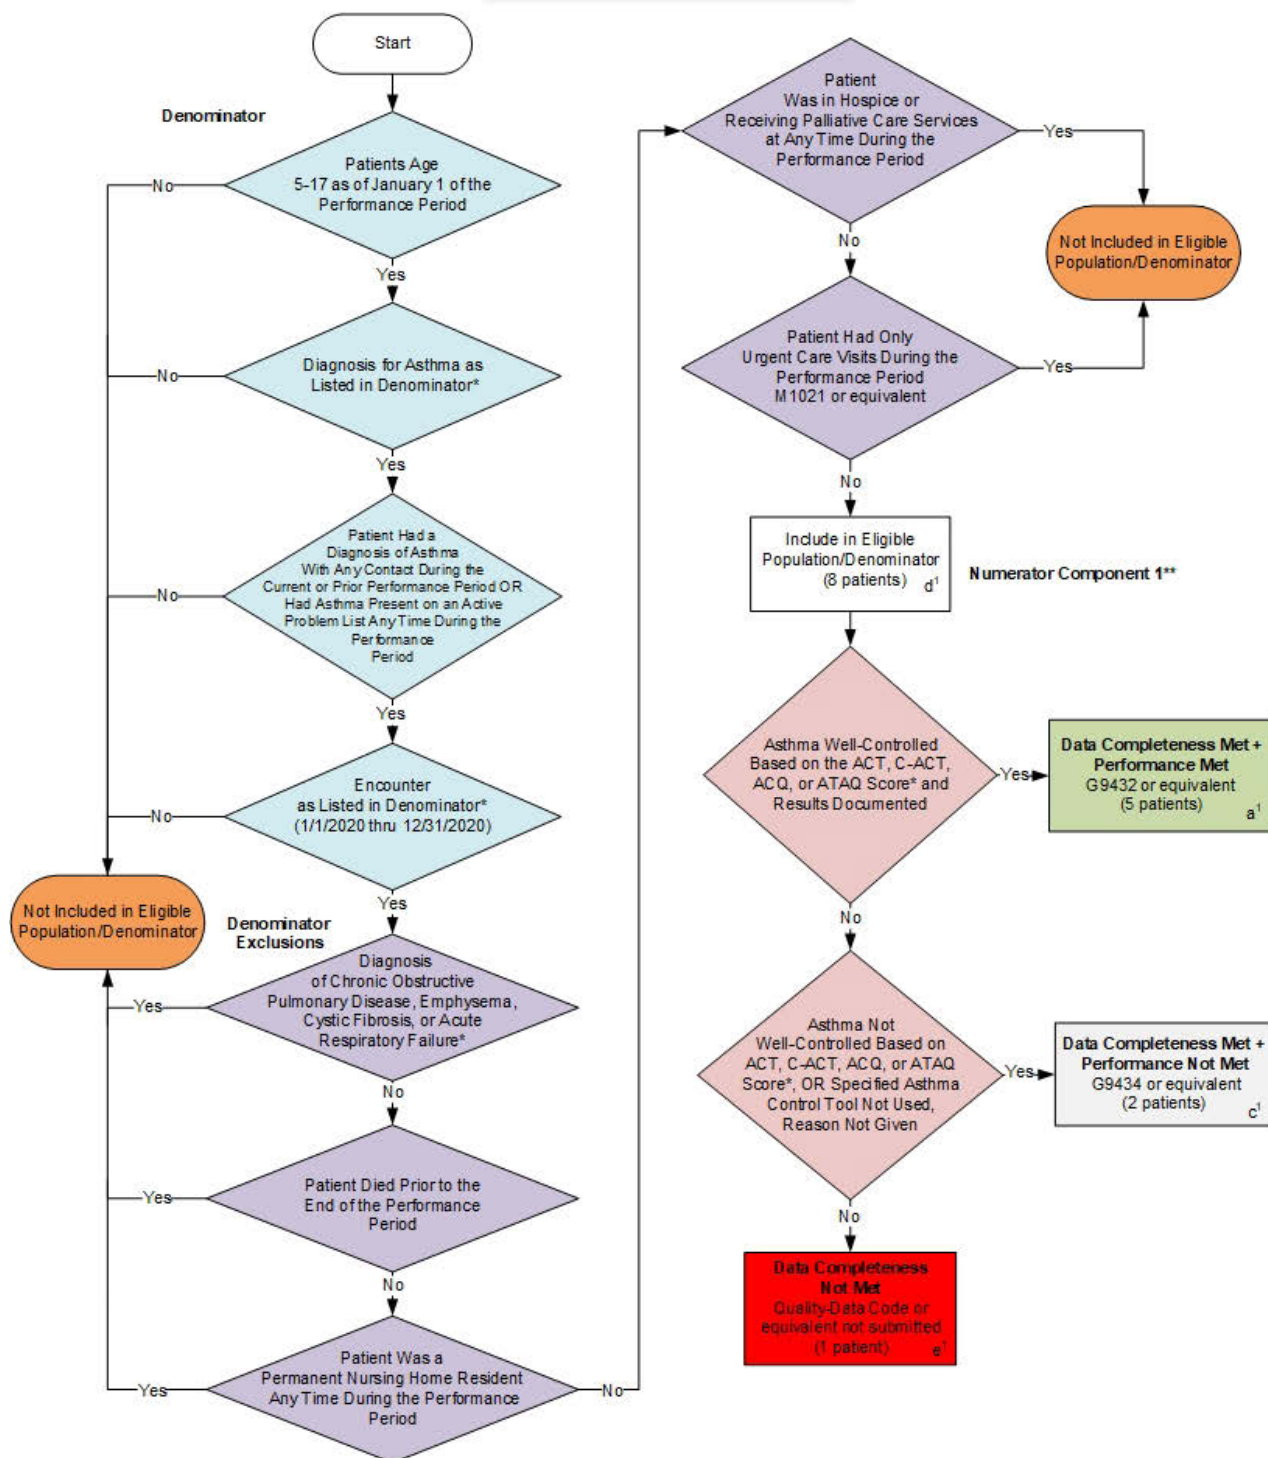 Start
Denominator
Patients Age
5-17 as of January 1 of the
Performance Period
No
Yes
Diagnosis for Asthma as
Listed in Denominator*
No
Yes
Patient Had a
Diagnosis of Asthma
With Any Contact During the
Current or Prior Performance Period OR
Had Asthma Present on an Active
Problem List Any Time During the
Performance
Period
No
Yes
Encounter
as Listed in Denominator*
(1/1/2020 thru 12/31/2020)
No
Yes
Not Included in Eligible
Population/Denominator
Denominator
Exclusions
Diagnosis
of Chronic Obstructive
Pulmonary Disease, Emphysema,
Cystic Fibrosis, or Acute
Respiratory Failure*
Yes
No
Patient Died Prior to the
End of the Performance
Period
Yes
No
Patient Was a
Permanent Nursing Home Resident
Any Time During the Performance
Period
Yes
No
Patient
Was in Hospice or
Receiving Palliative Care Services
at Any Time During the
Performance Period
Yes
No
Not Included in Eligible
Population/Denominator
Patient Had Only
Urgent Care Visits During the
Performance Period
M1021 or equivalent
Yes
No
Include in Eligible
Population/Denominator
(8 patients) d¹
Numerator Component 1**
Asthma Well-Controlled
Based on the ACT, C-ACT,
ACQ, or ATAQ Score* and
Results Documented
Yes
Data Completeness Met +
Performance Met
G9432 or equivalent
(5 patients)
a¹
No
Asthma Not
Well-Controlled Based on
ACT, C-ACT, ACQ, or ATAQ
Score*, OR Specified Asthma
Control Tool Not Used,
Reason Not Given
Yes
Data Completeness Met +
Performance Not Met
G9434 or equivalent
(2 patients)
c¹
No
Data Completeness
Not Met
Quality-Data Code or
equivalent not submitted
(1 patient) e¹